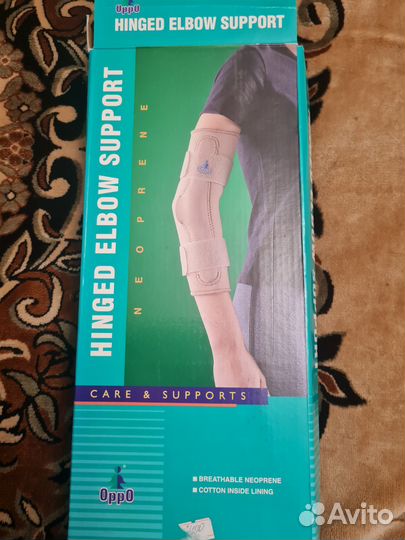 OppO
HINGED ELBOW SUPPORT
HINGED ELBOW SUPPORT
NEOPRENE
CARE & SUPPORTS
OppO
■ BREATHABLE NEOPRENE
■ COTTON INSIDE LINING
Avito